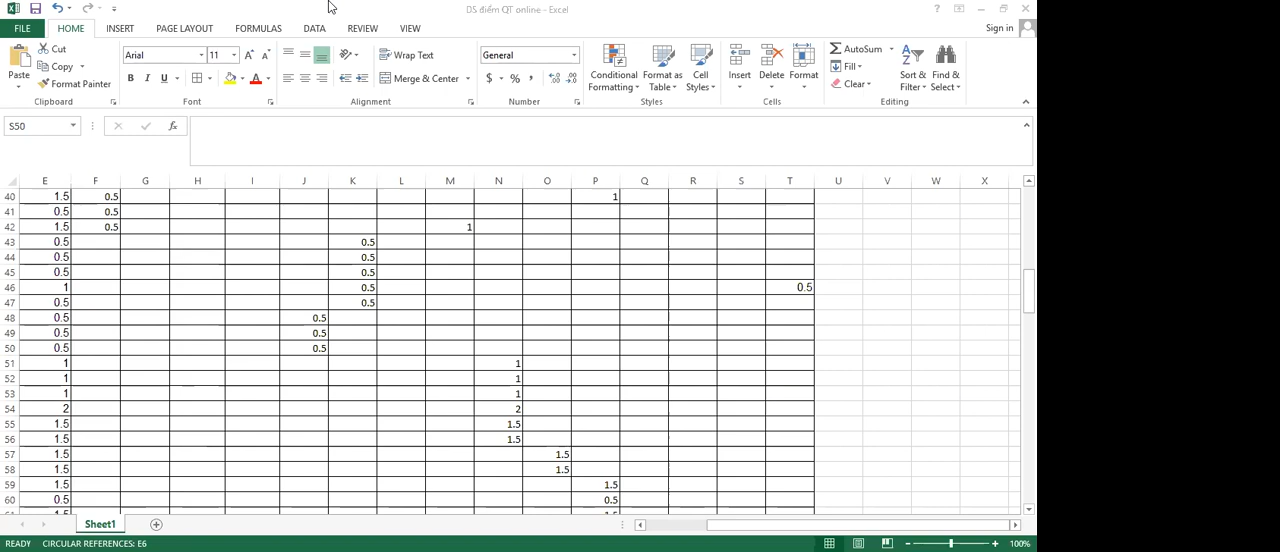 DS điểm QT online - Excel
?
Sign in
FILE HOME INSERT PAGE LAYOUT FORMULAS DATA REVIEW VIEW
Paste
Cut
Copy
Format Painter
Clipboard
Arial 11
B I U
Font
Wrap Text
Merge & Center
Alignment
General
$ % ,
Number
Conditional Formatting
Format as Table
Cell Styles
Styles
Insert
Delete
Format
Cells
AutoSum
Fill
Clear
Sort & Filter
Find & Select
Editing
S50
fx
E F G H I J K L M N O P Q R S T U V W X
40 1.5 0.5 1
41 0.5 0.5
42 1.5 0.5 1
43 0.5 0.5
44 0.5 0.5
45 0.5 0.5
46 1 0.5 0.5
47 0.5 0.5
48 0.5 0.5
49 0.5 0.5
50 0.5 0.5
51 1 1
52 1 1
53 1 1
54 2 2
55 1.5 1.5
56 1.5 1.5
57 1.5 1.5
58 1.5 1.5
59 1.5 1.5
60 0.5 0.5
Sheet1
READY CIRCULAR REFERENCES: E6
100%